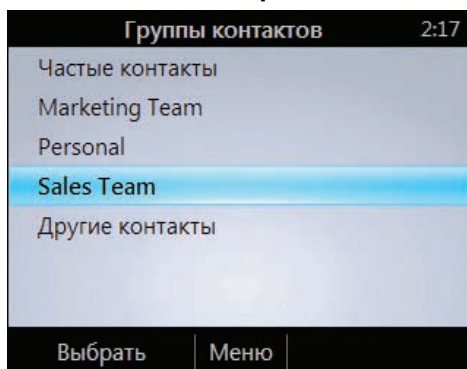 Группы контактов 2:17
Частые контакты
Marketing Team
Personal
Sales Team
Другие контакты
Выбрать Меню